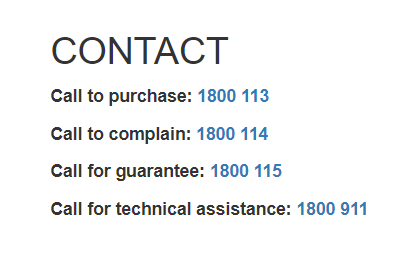 CONTACT
Call to purchase: 1800 113
Call to complain: 1800 114
Call for guarantee: 1800 115
Call for technical assistance: 1800 911